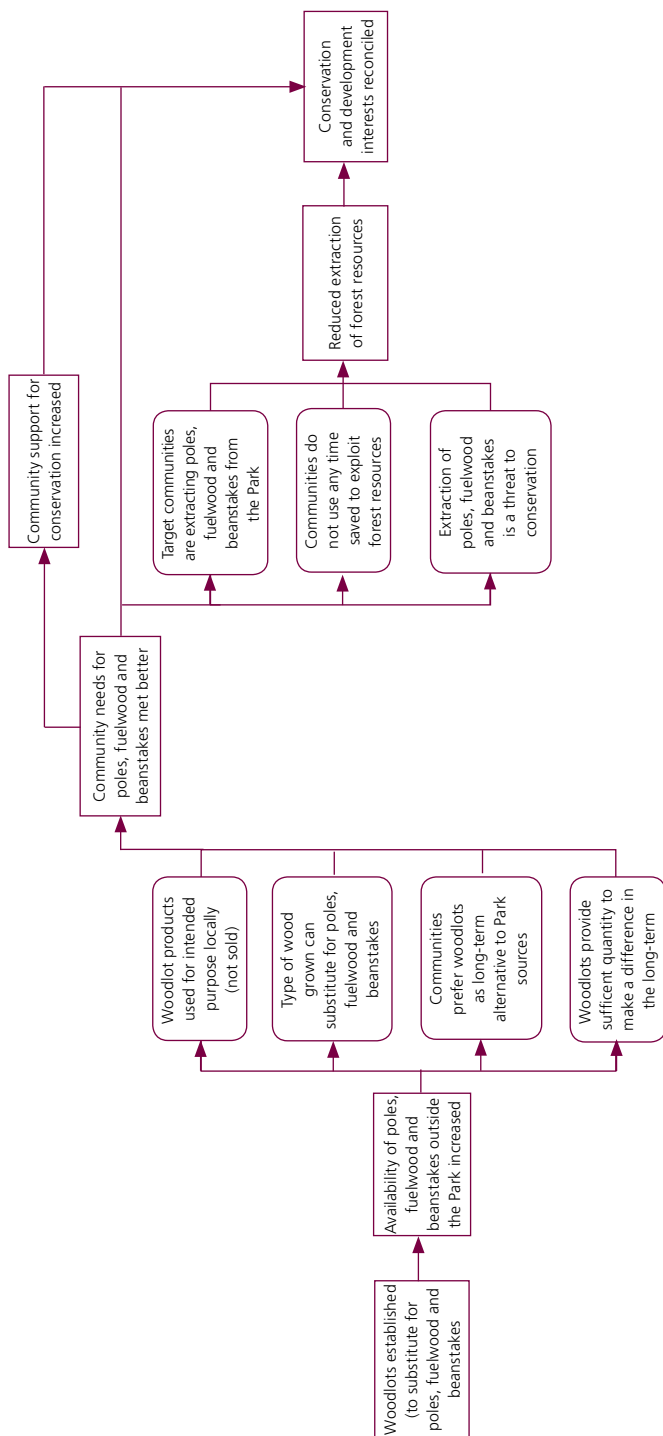 Woodlots established
(to substitute for
poles, fuelwood and
beanstakes
Availability of poles,
fuelwood and
beanstakes outside
the Park increased
Woodlot products
used for intended
purpose locally
(not sold)
Type of wood
grown can
substitute for poles,
fuelwood and
beanstakes
Communities
prefer woodlots
as long-term
alternative to Park
sources
Woodlots provide
sufficent quantity to
make a difference in
the long-term
Community needs for
poles, fuelwood and
beanstakes met better
Community support for
conservation increased
Target communities
are extracting poles,
fuelwood and
beanstakes from
the Park
Communities do
not use any time
saved to exploit
forest resources
Extraction of
poles, fuelwood
and beanstakes
is a threat to
conservation
Reduced extraction
of forest resources
Conservation
and development
interests reconciled